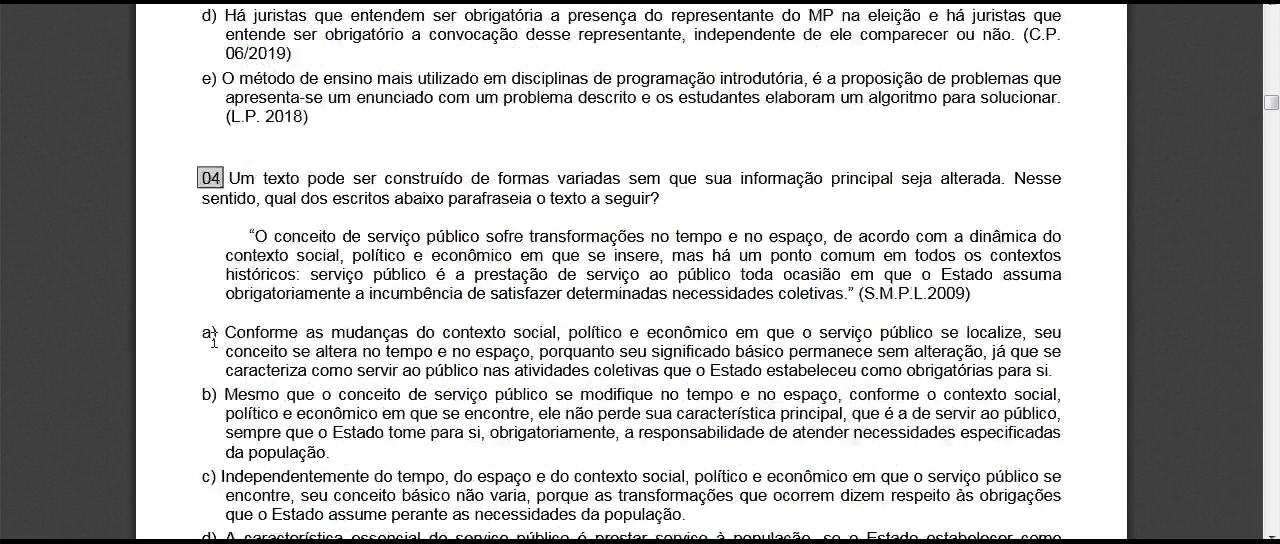 d) Há juristas que entendem ser obrigatória a presença do representante do MP na eleição e há juristas que
entende ser obrigatório a convocação desse representante, independente de ele comparecer ou não. (C.P.
06/2019)
e) O método de ensino mais utilizado em disciplinas de programação introdutória, é a proposição de problemas que
apresenta-se um enunciado com um problema descrito e os estudantes elaboram um algoritmo para solucionar.
(L.P. 2018)
04 Um texto pode ser construído de formas variadas sem que sua informação principal seja alterada. Nesse
sentido, qual dos escritos abaixo parafraseia o texto a seguir?
“O conceito de serviço público sofre transformações no tempo e no espaço, de acordo com a dinâmica do
contexto social, político e econômico em que se insere, mas há um ponto comum em todos os contextos
históricos: serviço público é a prestação de serviço ao público toda ocasião em que o Estado assuma
obrigatoriamente a incumbência de satisfazer determinadas necessidades coletivas.” (S.M.P.L.2009)
a) Conforme as mudanças do contexto social, político e econômico em que o serviço público se localize, seu
conceito se altera no tempo e no espaço, porquanto seu significado básico permanece sem alteração, já que se
caracteriza como servir ao público nas atividades coletivas que o Estado estabeleceu como obrigatórias para si.
b) Mesmo que o conceito de serviço público se modifique no tempo e no espaço, conforme o contexto social,
político e econômico em que se encontre, ele não perde sua característica principal, que é a de servir ao público,
sempre que o Estado tome para si, obrigatoriamente, a responsabilidade de atender necessidades especificadas
da população.
c) Independentemente do tempo, do espaço e do contexto social, político e econômico em que o serviço público se
encontre, seu conceito básico não varia, porque as transformações que ocorrem dizem respeito às obrigações
que o Estado assume perante as necessidades da população.
d) A característica essencial do serviço público é prestar serviço à população, se o Estado estabelecer como